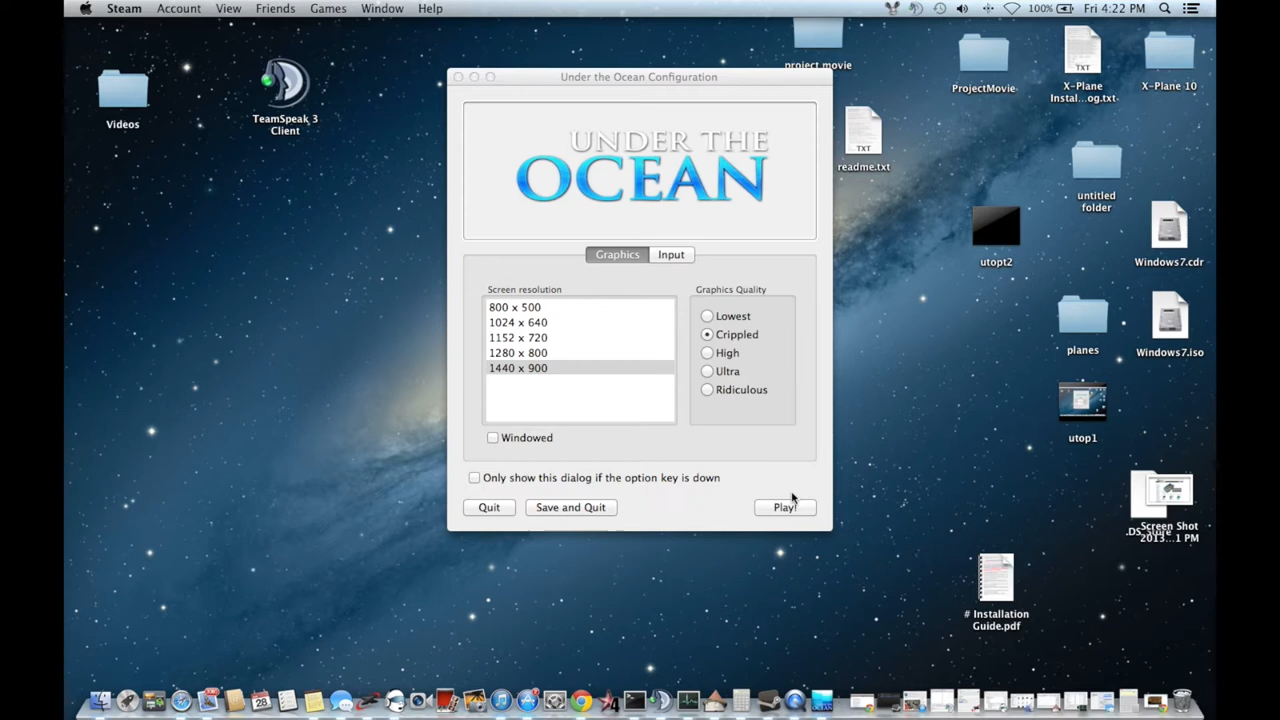 Steam Account View Friends Games Window Help 100% Fri 4:22 PM
Videos
TeamSpeak 3
Client
project movie
ProjectMovie
TXT
X-Plane
Instal...og.txt
X-Plane 10
TXT
readme.txt
untitled
folder
utopt2
Windows7.cdr
planes
Windows7.iso
utop1
Screen Shot
2013...1 PM
# Installation
Guide.pdf
Under the Ocean Configuration
UNDER THE
OCEAN
Graphics Input
Screen resolution
800 x 500
1024 x 640
1152 x 720
1280 x 800
1440 x 900
Graphics Quality
Lowest
Crippled
High
Ultra
Ridiculous
Windowed
Only show this dialog if the option key is down
Quit Save and Quit Play!
28
OCEAN